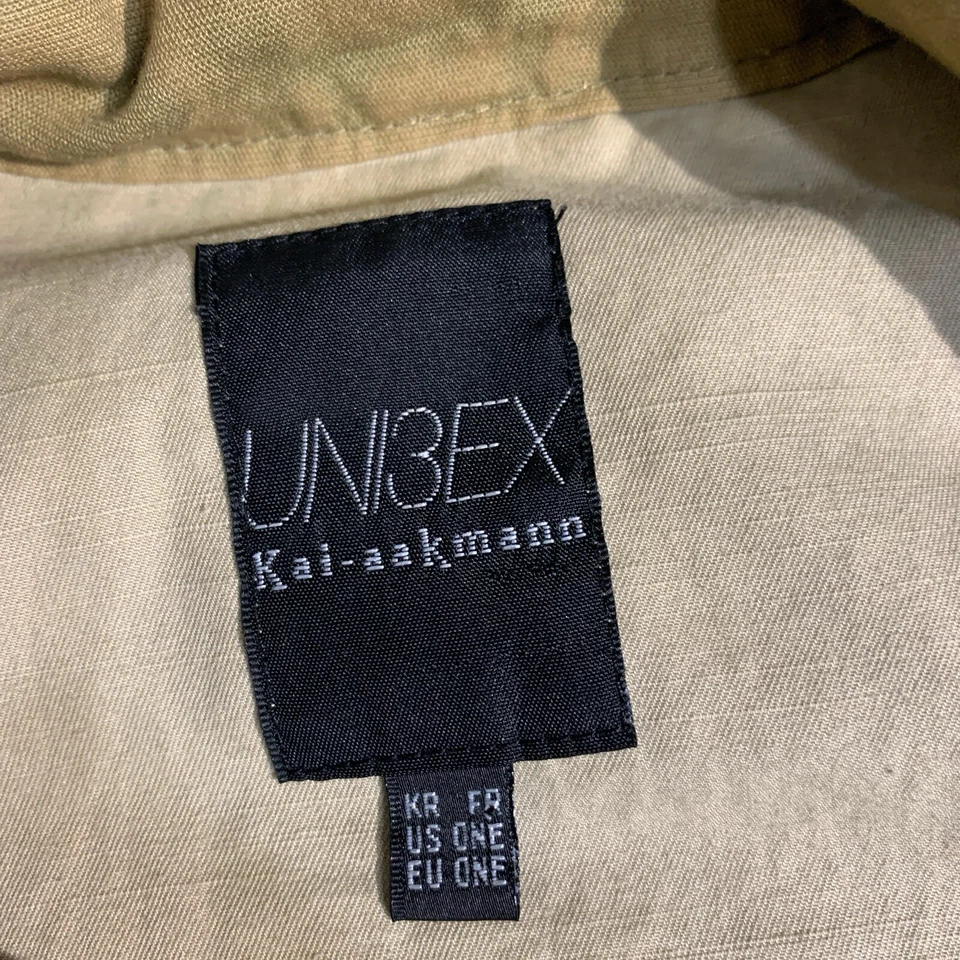 UNI3EX
Kai-aakmann
KR FR
US ONE
EU ONE